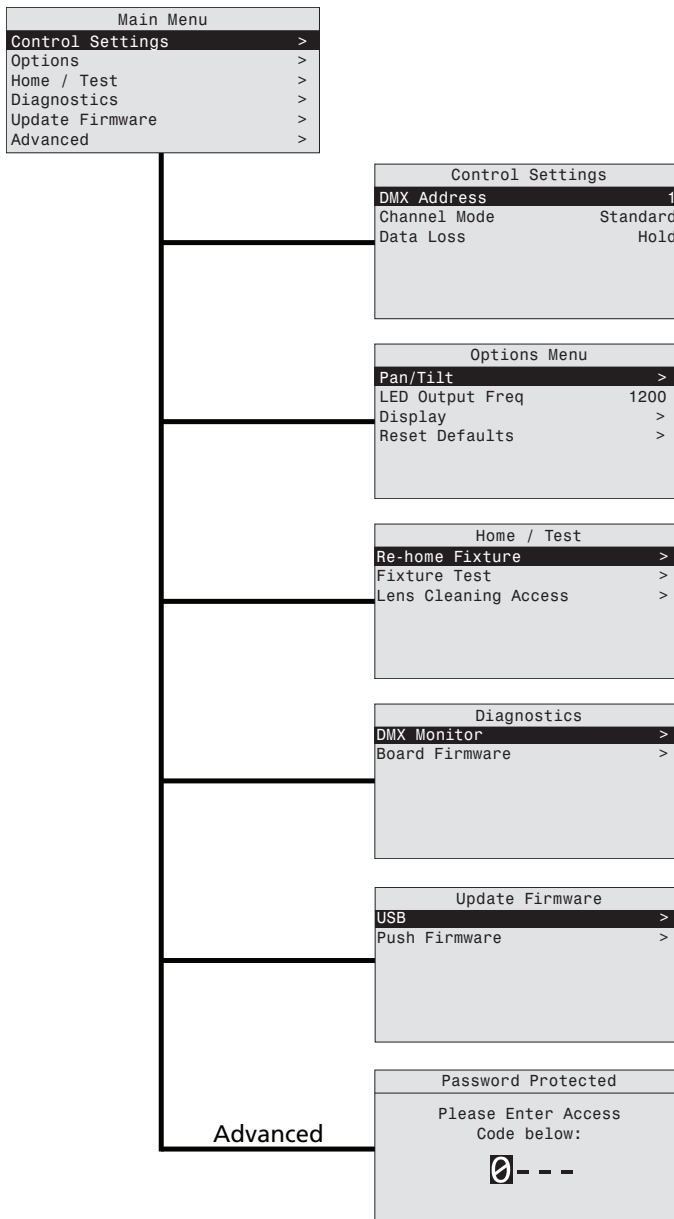 Main Menu
Control Settings >
Options >
Home / Test >
Diagnostics >
Update Firmware >
Advanced >
Control Settings
DMX Address 1
Channel Mode Standard
Data Loss Hold
Options Menu
Pan/Tilt >
LED Output Freq 1200
Display >
Reset Defaults >
Home / Test
Re-home Fixture >
Fixture Test >
Lens Cleaning Access >
Diagnostics
DMX Monitor >
Board Firmware >
Update Firmware
USB >
Push Firmware >
Advanced
Password Protected
Please Enter Access
Code below:
0---